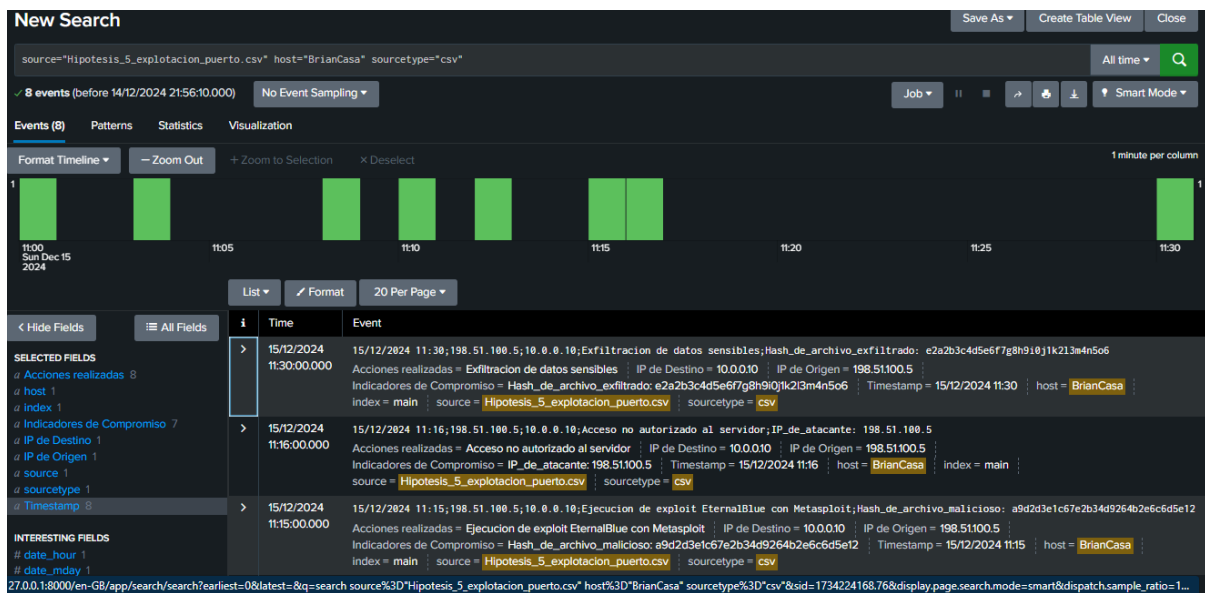 New Search
Save As ▾
Create Table View
Close
source="Hipotesis_5_explotacion_puerto.csv" host="BrianCasa" sourcetype="csv"
All time ▾
✓ 8 events (before 14/12/2024 21:56:10.000)
No Event Sampling ▾
Job ▾
Smart Mode ▾
Events (8)
Patterns
Statistics
Visualization
Format Timeline ▾
— Zoom Out
+ Zoom to Selection
× Deselect
1 minute per column
1
1
11:00
Sun Dec 15
2024
11:05
11:10
11:15
11:20
11:25
11:30
List ▾
Format
20 Per Page ▾
< Hide Fields
All Fields
i
Time
Event
SELECTED FIELDS
a Acciones realizadas 8
a host 1
a index 1
a Indicadores de Compromiso 7
a IP de Destino 1
a IP de Origen 1
a source 1
a sourcetype 1
a Timestamp 8
INTERESTING FIELDS
# date_hour 1
# date_mday 1
15/12/2024
11:30:00.000
15/12/2024 11:30;198.51.100.5;10.0.0.10;Exfiltracion de datos sensibles;Hash_de_archivo_exfiltrado: e2a2b3c4d5e6f7g8h9i0j1k2l3m4n5o6
Acciones realizadas = Exfiltracion de datos sensibles IP de Destino = 10.0.0.10 IP de Origen = 198.51.100.5
Indicadores de Compromiso = Hash_de_archivo_exfiltrado: e2a2b3c4d5e6f7g8h9i0j1k2l3m4n5o6 Timestamp = 15/12/2024 11:30 host = BrianCasa
index = main source = Hipotesis_5_explotacion_puerto.csv sourcetype = csv
15/12/2024
11:16:00.000
15/12/2024 11:16;198.51.100.5;10.0.0.10;Acceso no autorizado al servidor;IP_de_atacante: 198.51.100.5
Acciones realizadas = Acceso no autorizado al servidor IP de Destino = 10.0.0.10 IP de Origen = 198.51.100.5
Indicadores de Compromiso = IP_de_atacante: 198.51.100.5 Timestamp = 15/12/2024 11:16 host = BrianCasa index = main
source = Hipotesis_5_explotacion_puerto.csv sourcetype = csv
15/12/2024
11:15:00.000
15/12/2024 11:15;198.51.100.5;10.0.0.10;Ejecucion de exploit EternalBlue con Metasploit;Hash_de_archivo_malicioso: a9d2d3e1c67e2b34d9264b2e6c6d5e12
Acciones realizadas = Ejecucion de exploit EternalBlue con Metasploit IP de Destino = 10.0.0.10 IP de Origen = 198.51.100.5
Indicadores de Compromiso = Hash_de_archivo_malicioso: a9d2d3e1c67e2b34d9264b2e6c6d5e12 Timestamp = 15/12/2024 11:15 host = BrianCasa
index = main source = Hipotesis_5_explotacion_puerto.csv sourcetype = csv
27.0.0.1:8000/en-GB/app/search/search?earliest=0&latest=&q=search source%3D"Hipotesis_5_explotacion_puerto.csv" host%3D"BrianCasa" sourcetype%3D"csv"&sid=1734224168.76&display.page.search.mode=smart&dispatch.sample_ratio=1...